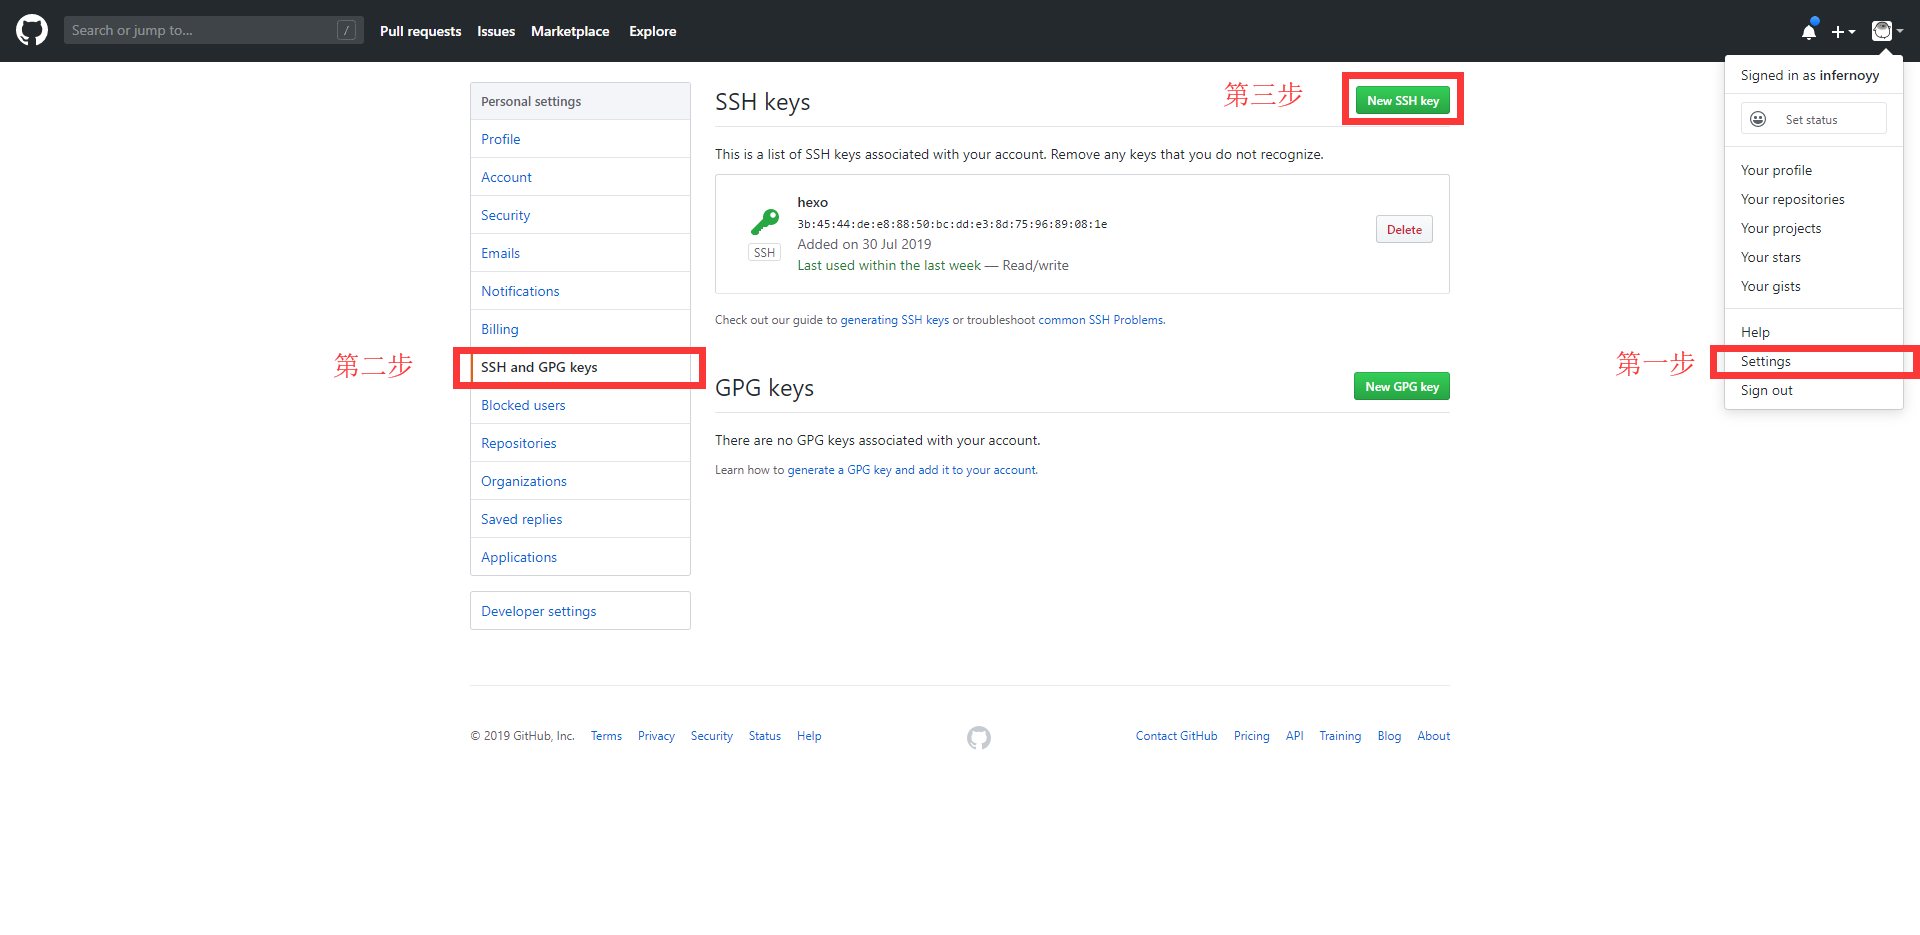 Search or jump to... /
Pull requests Issues Marketplace Explore
Signed in as infernoyy
Set status
Your profile
Your repositories
Your projects
Your stars
Your gists
Help
第一步 Settings
Sign out
Personal settings
Profile
Account
Security
Emails
Notifications
Billing
第二步 SSH and GPG keys
Blocked users
Repositories
Organizations
Saved replies
Applications
Developer settings
SSH keys 第三步 New SSH key
This is a list of SSH keys associated with your account. Remove any keys that you do not recognize.
hexo
3b:45:44:de:e8:88:50:bc:dd:e3:8d:75:96:89:08:1e
Added on 30 Jul 2019
Last used within the last week — Read/write
SSH
Delete
Check out our guide to generating SSH keys or troubleshoot common SSH Problems.
GPG keys New GPG key
There are no GPG keys associated with your account.
Learn how to generate a GPG key and add it to your account.
© 2019 GitHub, Inc. Terms Privacy Security Status Help Contact GitHub Pricing API Training Blog About